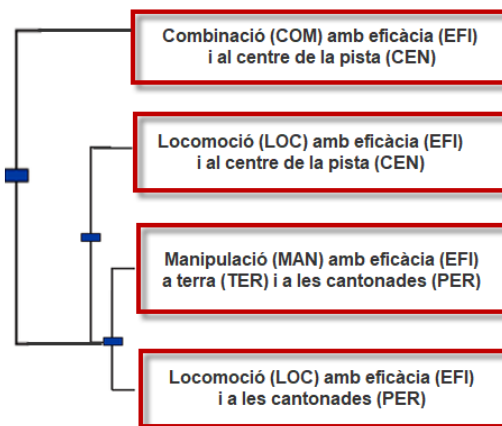 Combinació (COM) amb eficàcia (EFI)
i al centre de la pista (CEN)
Locomoció (LOC) amb eficàcia (EFI)
i al centre de la pista (CEN)
Manipulació (MAN) amb eficàcia (EFI)
a terra (TER) i a les cantonades (PER)
Locomoció (LOC) amb eficàcia (EFI)
i a les cantonades (PER)